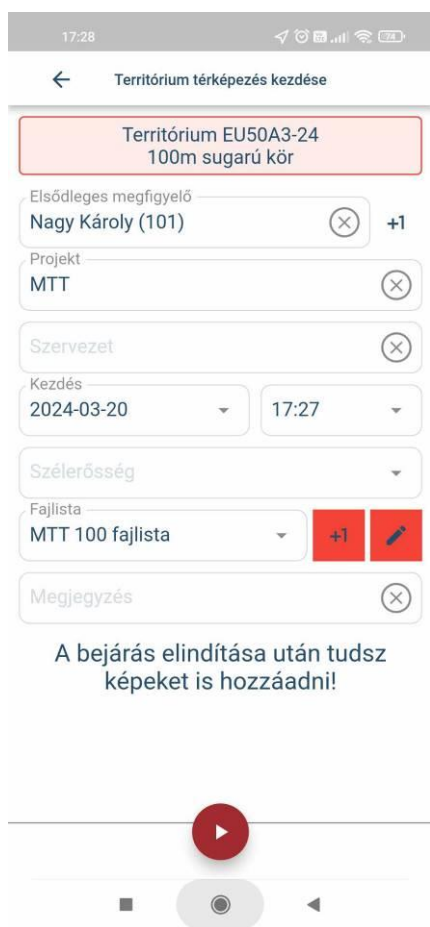 17:28
74
Territórium térképezés kezdése
Territórium EU50A3-24
100m sugarú kör
Elsődleges megfigyelő
Nagy Károly (101)
+1
Projekt
MTT
Szervezet
Kezdés
2024-03-20
17:27
Szélerősség
Fajlista
MTT 100 fajlista
+1
Megjegyzés
A bejárás elindítása után tudsz
képeket is hozzáadni!